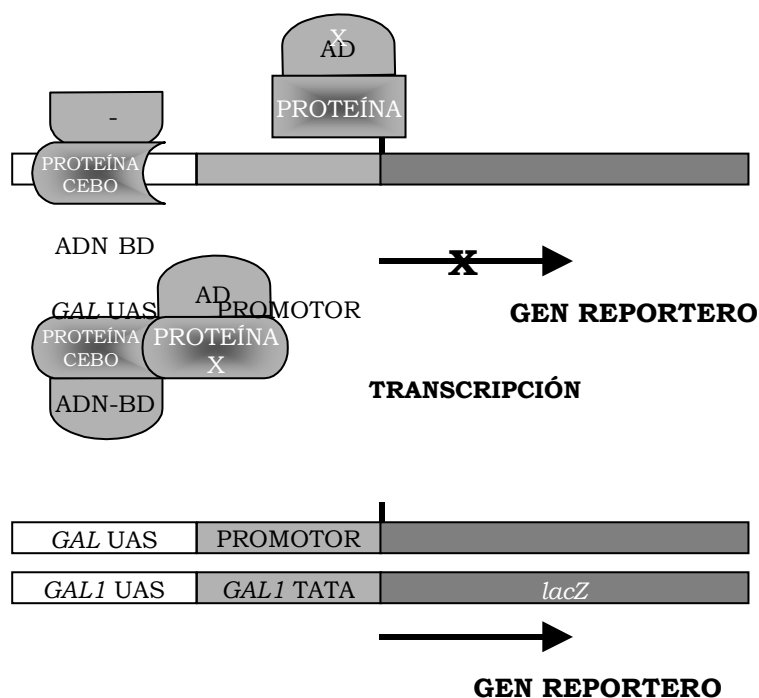 X
AD
PROTEÍNA
-
PROTEÍNA
CEBO
ADN BD
X
GAL UAS
PROMOTOR
GEN REPORTERO
AD
PROTEÍNA
CEBO
PROTEÍNA
X
ADN-BD
TRANSCRIPCIÓN
GAL UAS
PROMOTOR
GAL1 UAS
GAL1 TATA
lacZ
GEN REPORTERO